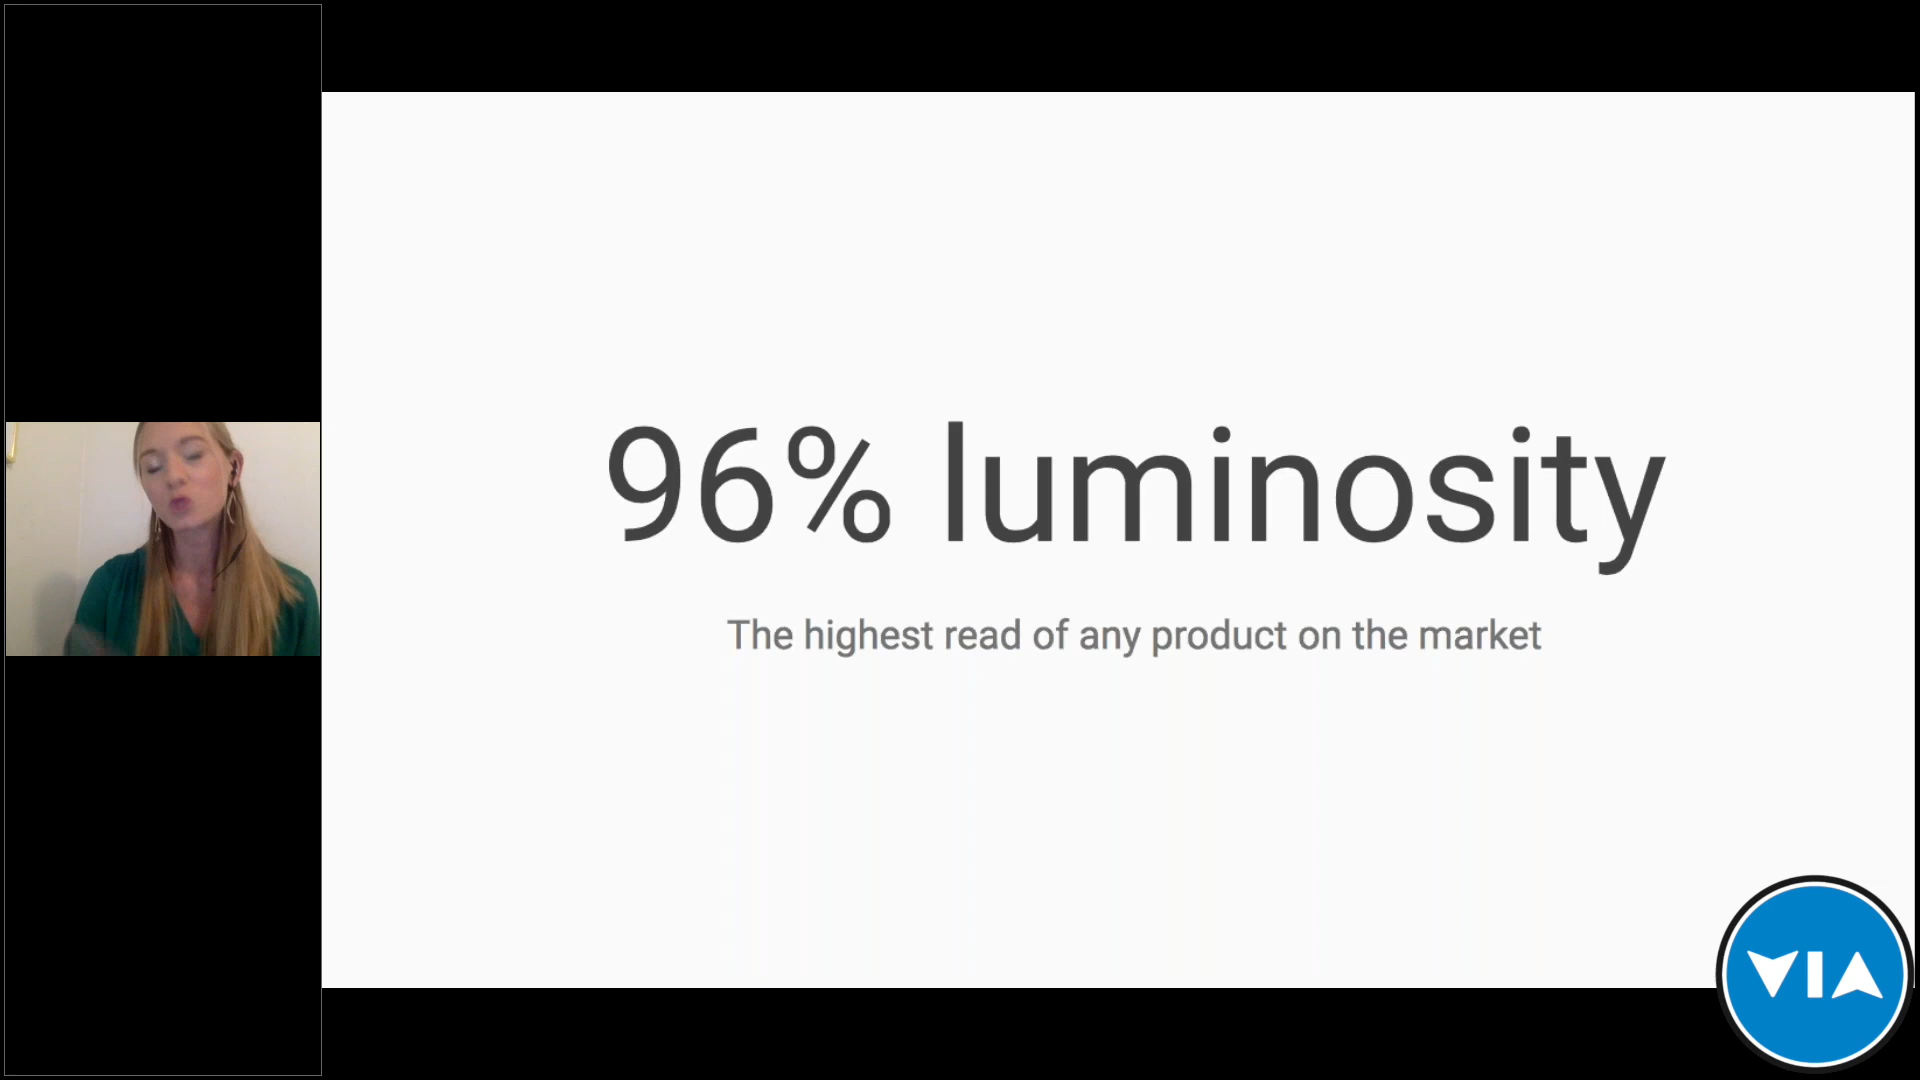 96% luminosity
The highest read of any product on the market
VIA